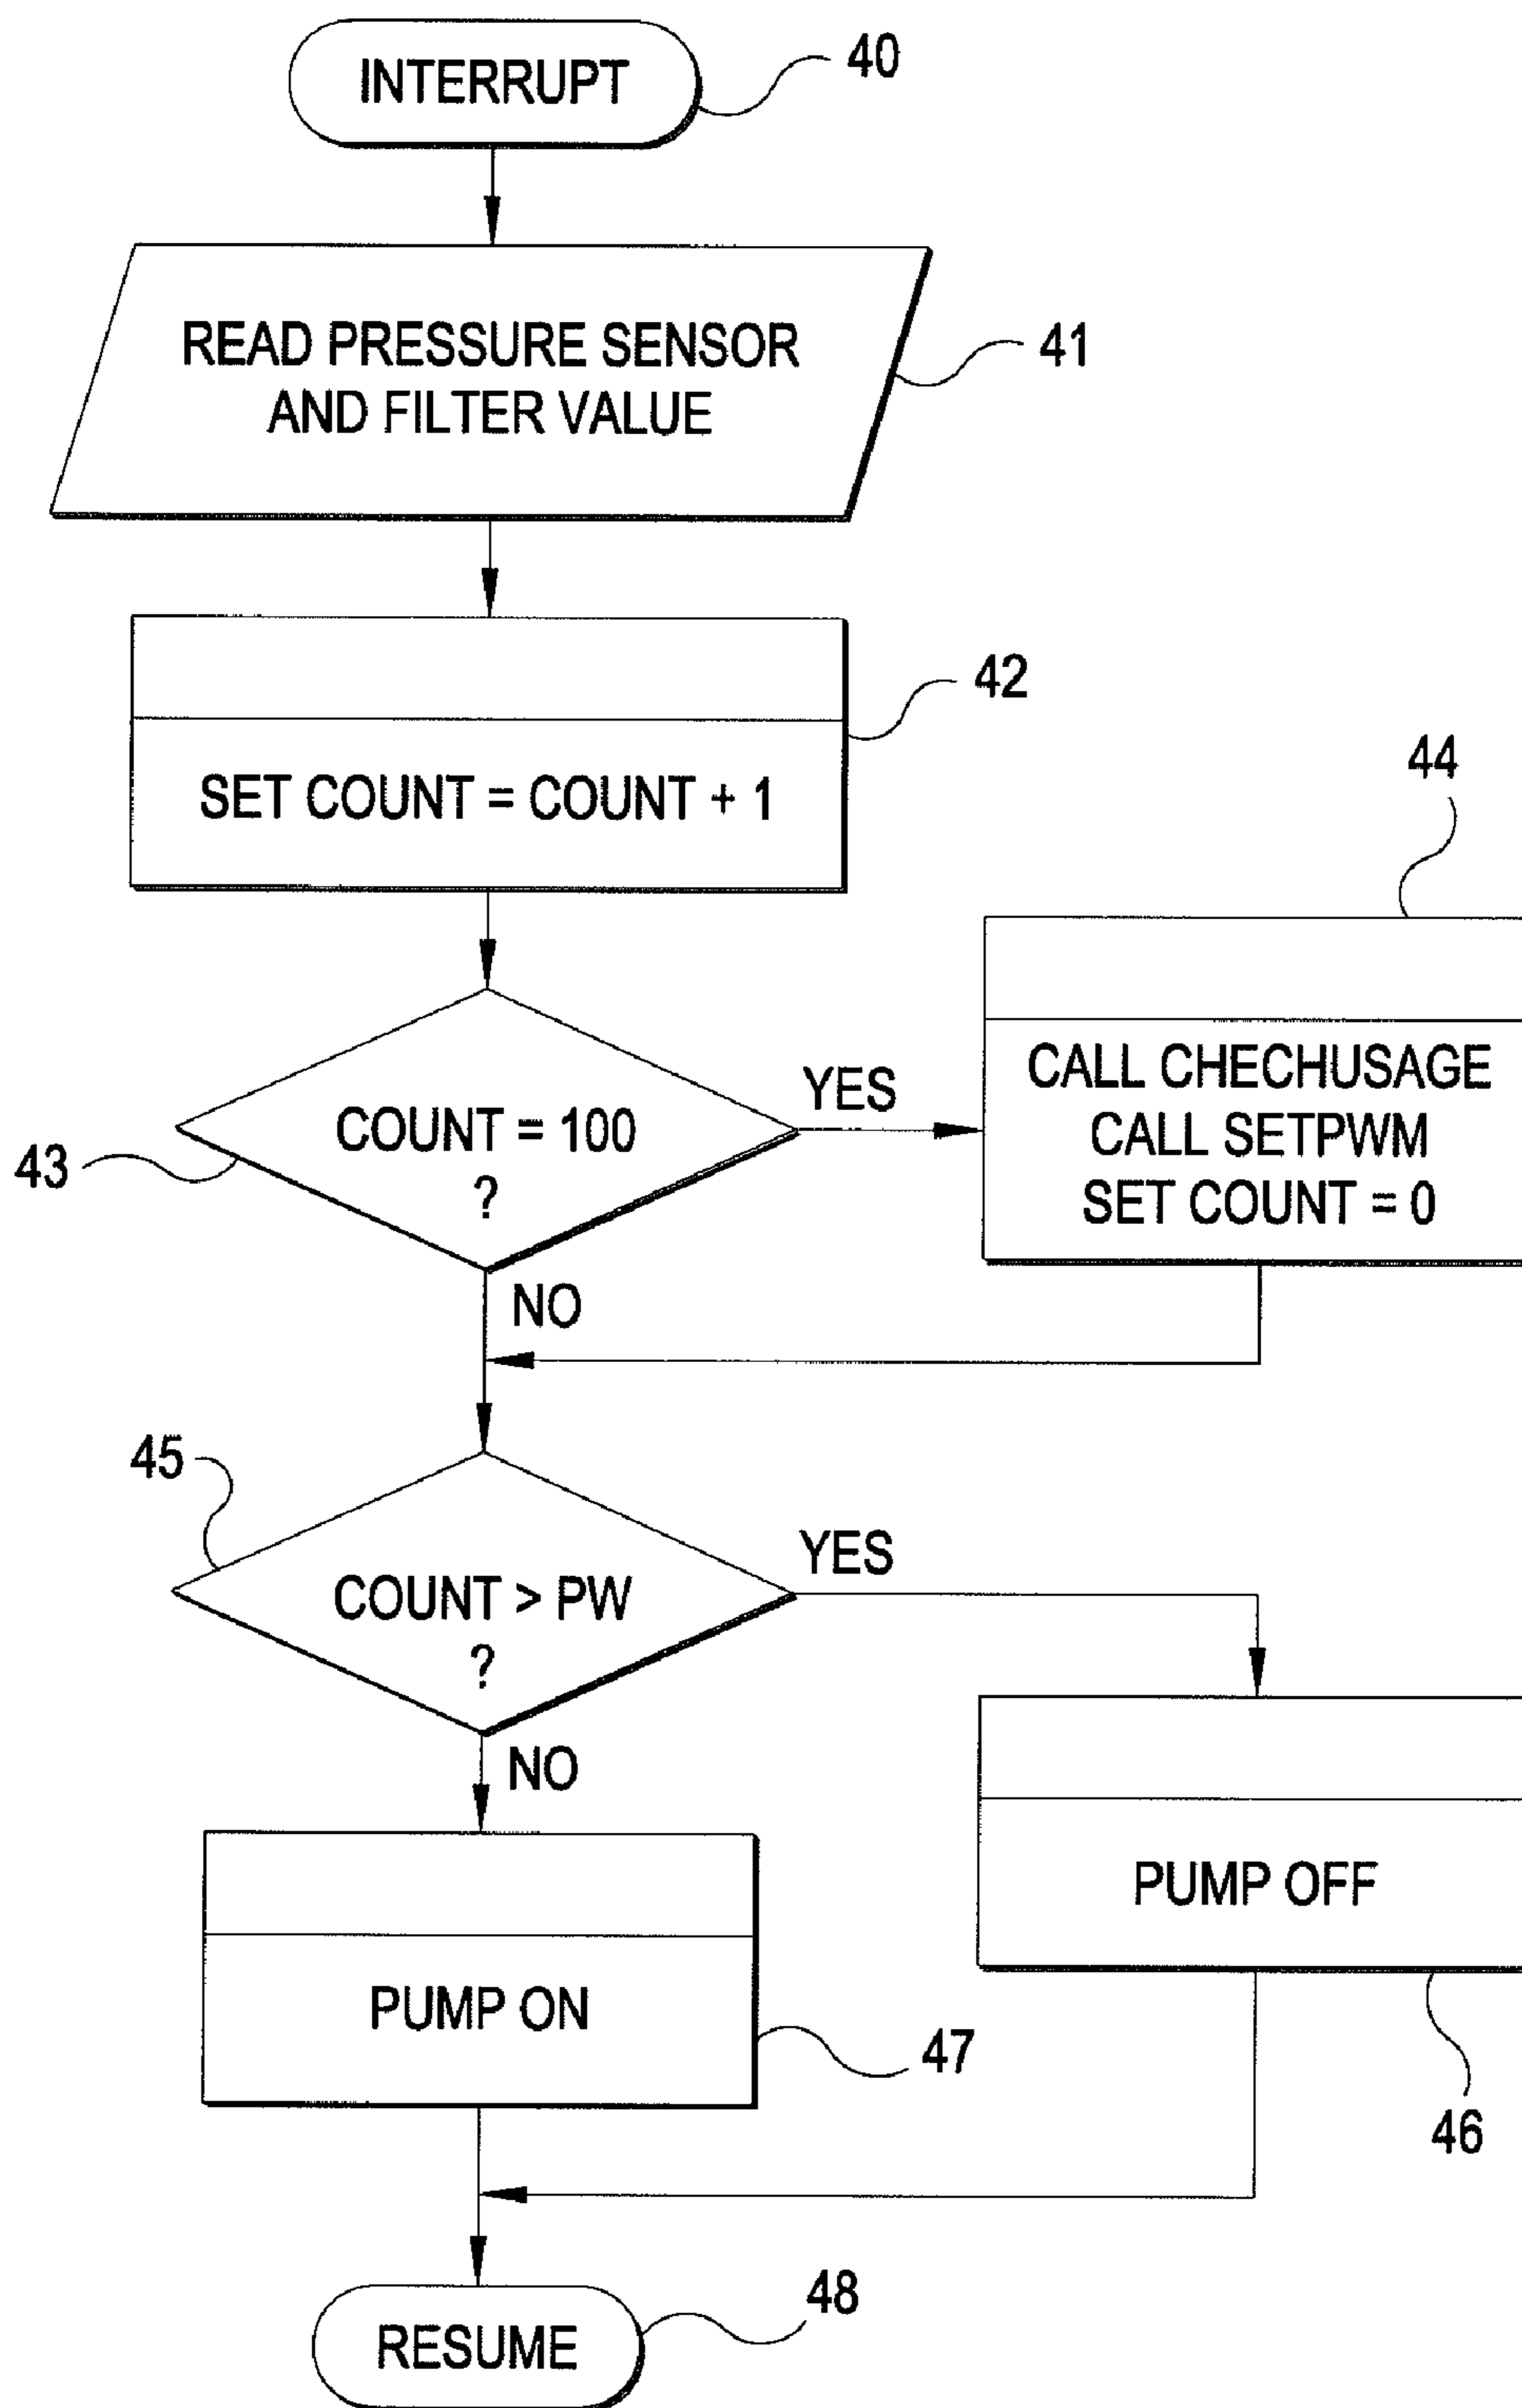 INTERRUPT
40
READ PRESSURE SENSOR
AND FILTER VALUE
41
42
SET COUNT = COUNT + 1
44
CALL CHECHUSAGE
CALL SETPWM
SET COUNT = 0
YES
COUNT = 100
?
43
NO
45
YES
COUNT > PW
?
NO
PUMP OFF
46
PUMP ON
47
48
RESUME